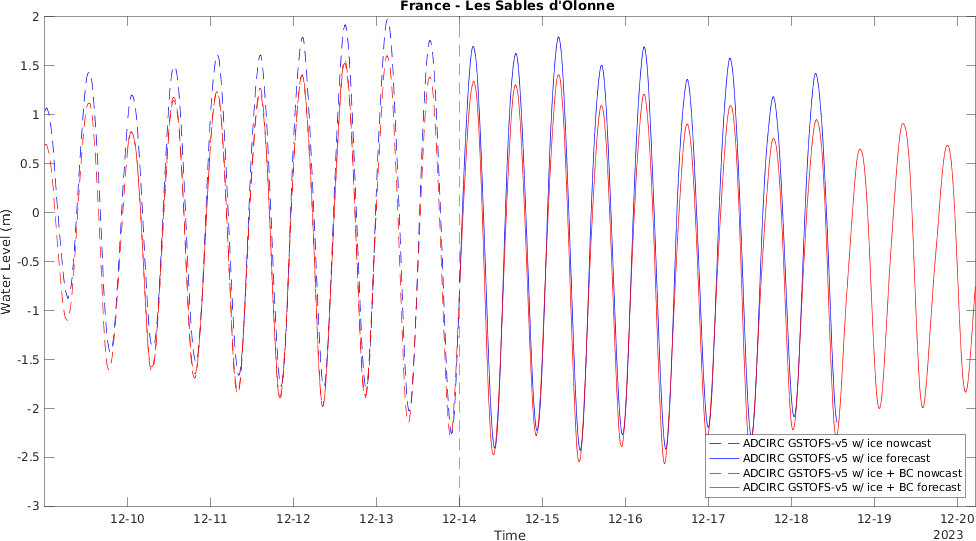 France - Les Sables d'Olonne
2
1.5
1
0.5
0
-0.5
-1
-1.5
-2
-2.5
-3
Water Level (m)
ADCIRC GSTOFS-v5 w/ ice nowcast
ADCIRC GSTOFS-v5 w/ ice forecast
ADCIRC GSTOFS-v5 w/ ice + BC nowcast
ADCIRC GSTOFS-v5 w/ ice + BC forecast
12-10 12-11 12-12 12-13 12-14 12-15 12-16 12-17 12-18 12-19 12-20
Time 2023